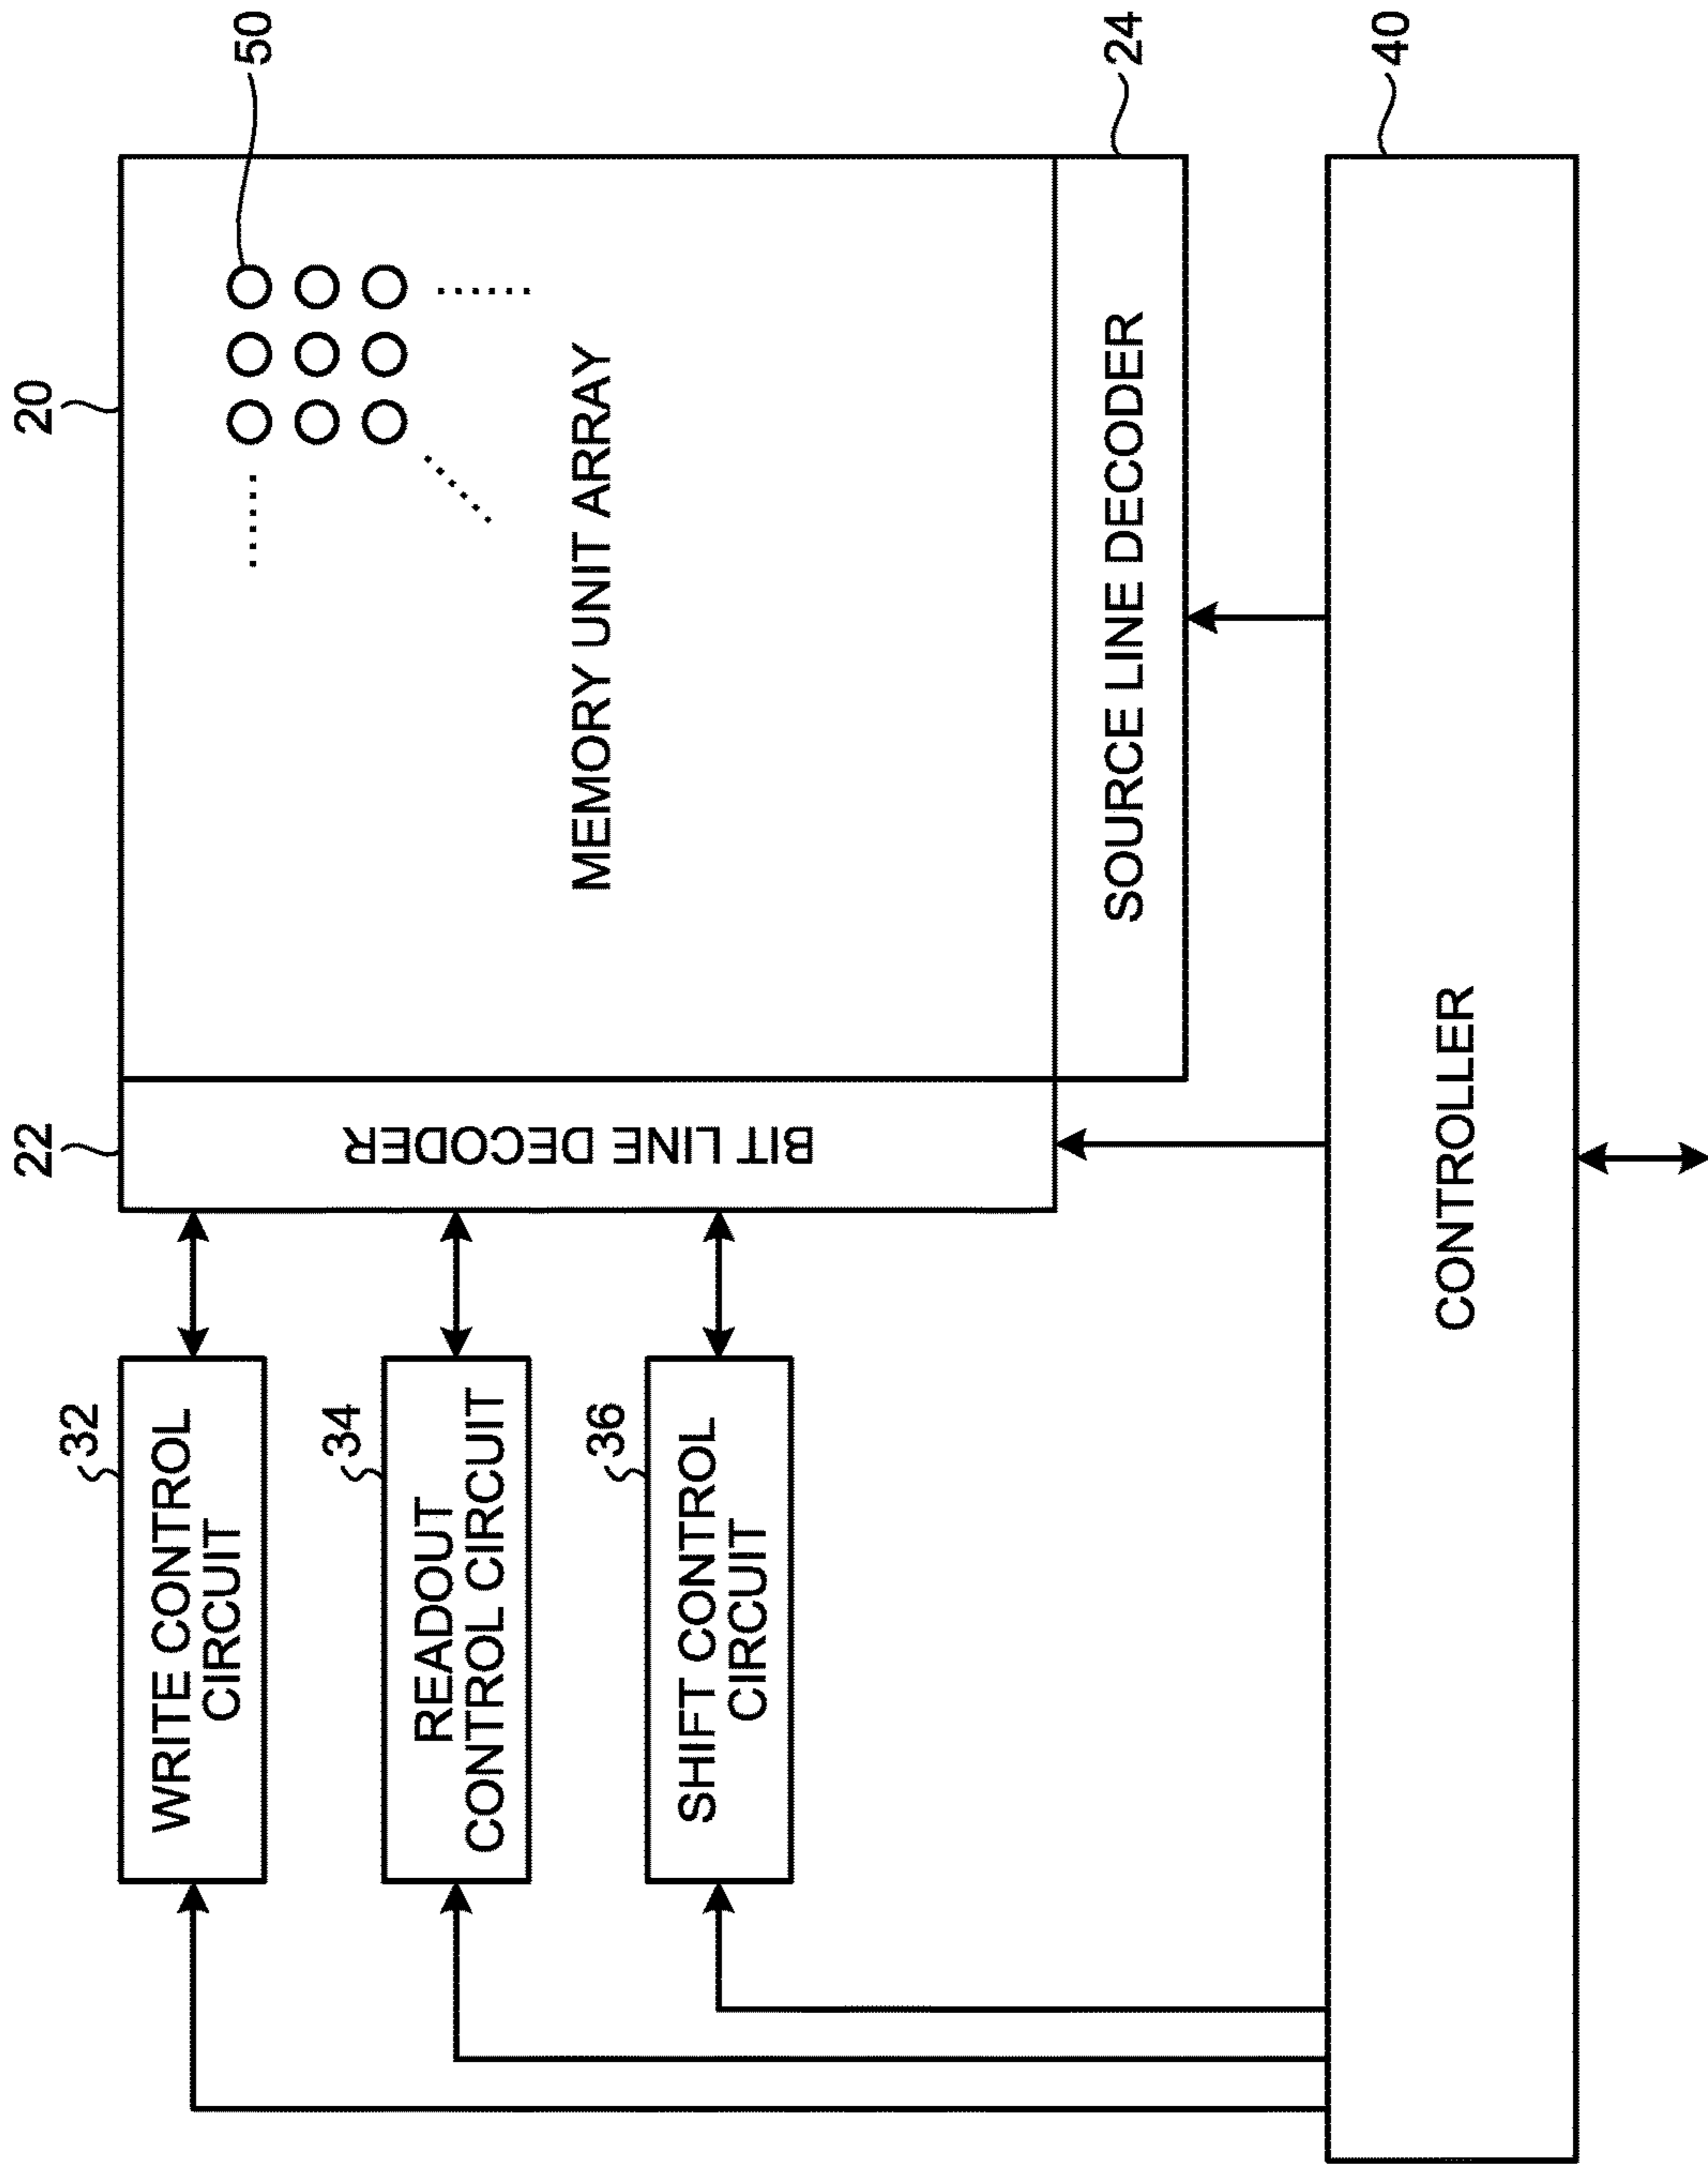 22
20
32
WRITE CONTROL
CIRCUIT
50
34
READOUT
CONTROL CIRCUIT
BIT LINE DECODER
MEMORY UNIT ARRAY
36
SHIFT CONTROL
CIRCUIT
SOURCE LINE DECODER
24
40
CONTROLLER